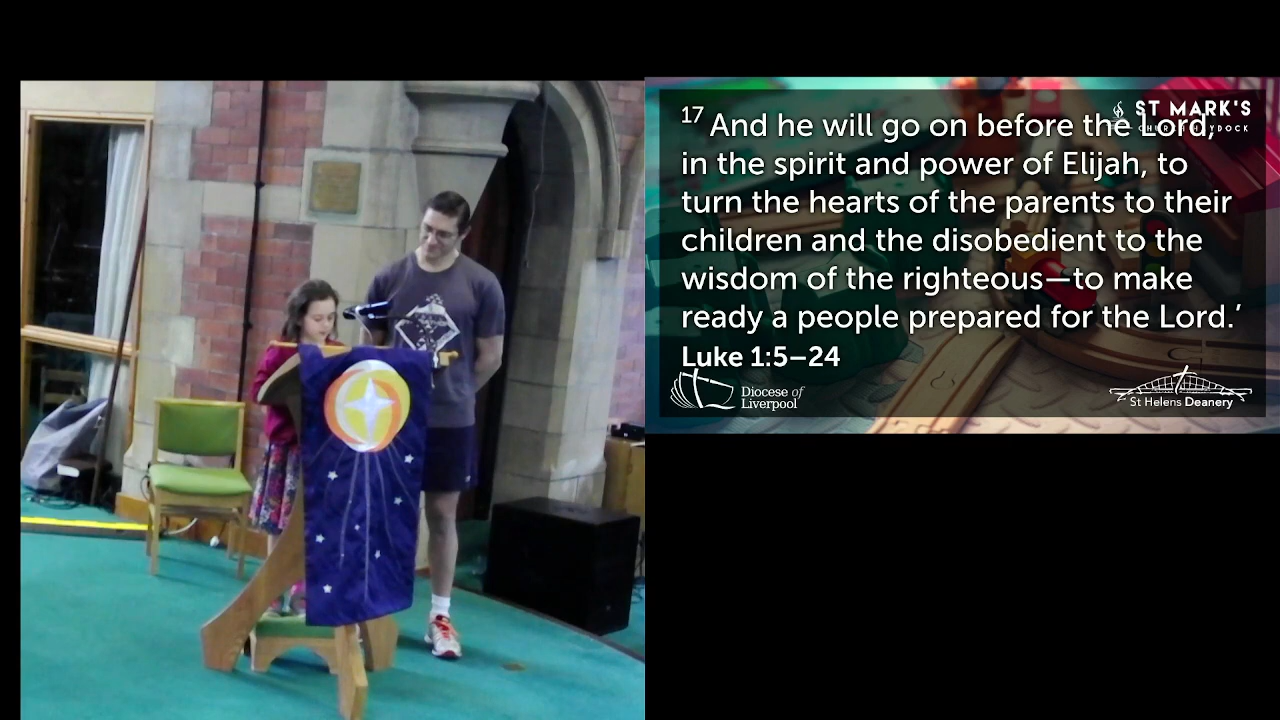 ST MARK'S
17 And he will go on before the Lord,
in the spirit and power of Elijah, to
turn the hearts of the parents to their
children and the disobedient to the
wisdom of the righteous—to make
ready a people prepared for the Lord.’
Luke 1:5–24
Diocese of
Liverpool
St Helens Deanery